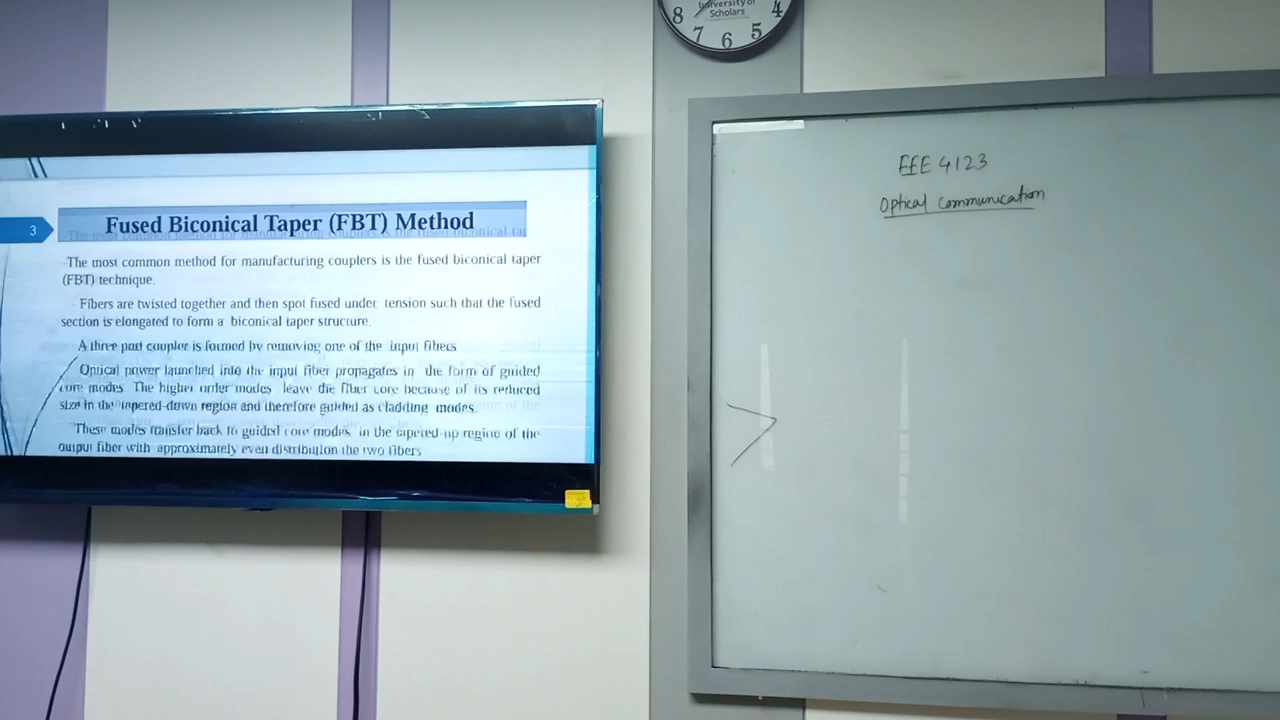 3
Fused Biconical Taper (FBT) Method
The most common method for manufacturing couplers is the fused biconical taper
(FBT) technique.
Fibers are twisted together and then spot fused under tension such that the fused
section is elongated to form a biconical taper structure.
A three port coupler is formed by removing one of the input fibers
Optical power launched into the input fiber propagates in the form of guided
core modes. The higher order modes leave the fiber core because of its reduced
size in the tapered-down region and therefore guided as cladding modes.
These modes transfer back to guided core modes in the tapered-up region of the
output fiber with approximately even distribution the two fibers
University of
Scholars
8 7 6 5 4
EEE 4123
Optical Communication